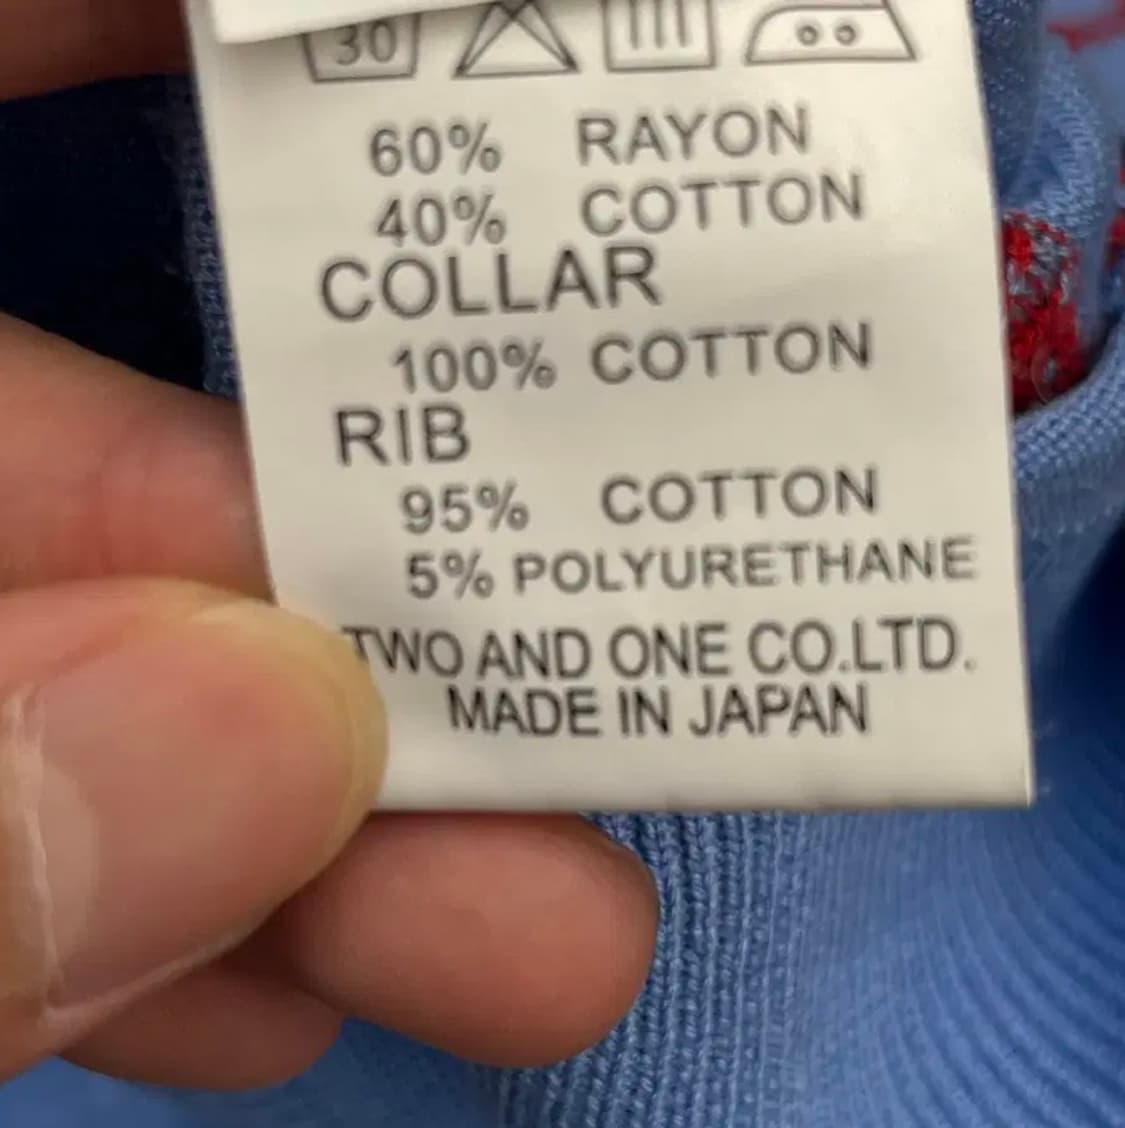 30
60% RAYON
40% COTTON
COLLAR
100% COTTON
RIB
95% COTTON
5% POLYURETHANE
TWO AND ONE CO.LTD.
MADE IN JAPAN